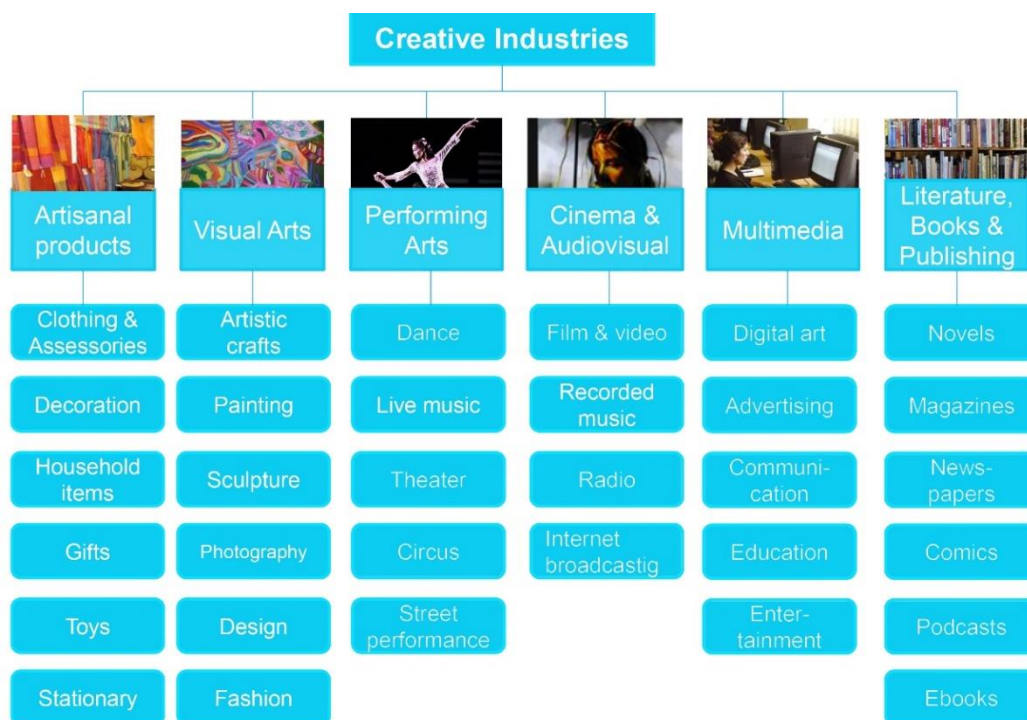 Creative Industries
Artisanal
products
Visual Arts
Performing
Arts
Cinema &
Audiovisual
Multimedia
Literature,
Books &
Publishing
Clothing &
Assessories
Decoration
Household
items
Gifts
Toys
Stationary
Artistic
crafts
Painting
Sculpture
Photography
Design
Fashion
Dance
Live music
Theater
Circus
Street
performance
Film & video
Recorded
music
Radio
Internet
broadcastig
Digital art
Advertising
Communi-
cation
Education
Enter-
tainment
Novels
Magazines
News-
papers
Comics
Podcasts
Ebooks